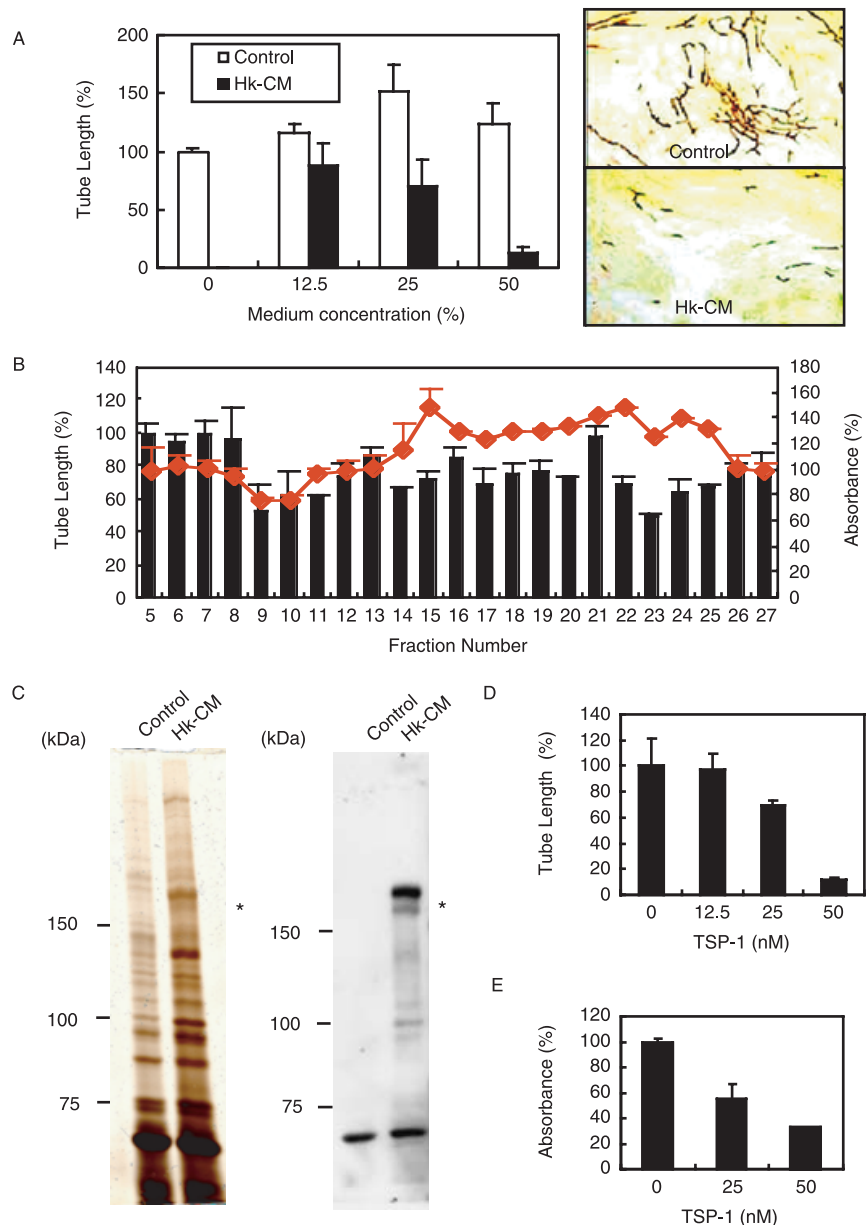 A
200
150
100
50
0
Tube Length (%)
Control
Hk-CM
0 12.5 25 50
Medium concentration (%)
Control
Hk-CM
B
140
120
100
80
60
40
20
0
Tube Length (%)
180
160
140
120
100
80
60
40
20
0
Absorbance (%)
5 6 7 8 9 10 11 12 13 14 15 16 17 18 19 20 21 22 23 24 25 26 27
Fraction Number
C
(kDa)
Control
Hk-CM
150
100
75
*
(kDa)
Control
Hk-CM
150
100
75
*
D
140
120
100
80
60
40
20
0
Tube Length (%)
0 12.5 25 50
TSP-1 (nM)
E
120
100
80
60
40
20
0
Absorbance (%)
0 25 50
TSP-1 (nM)